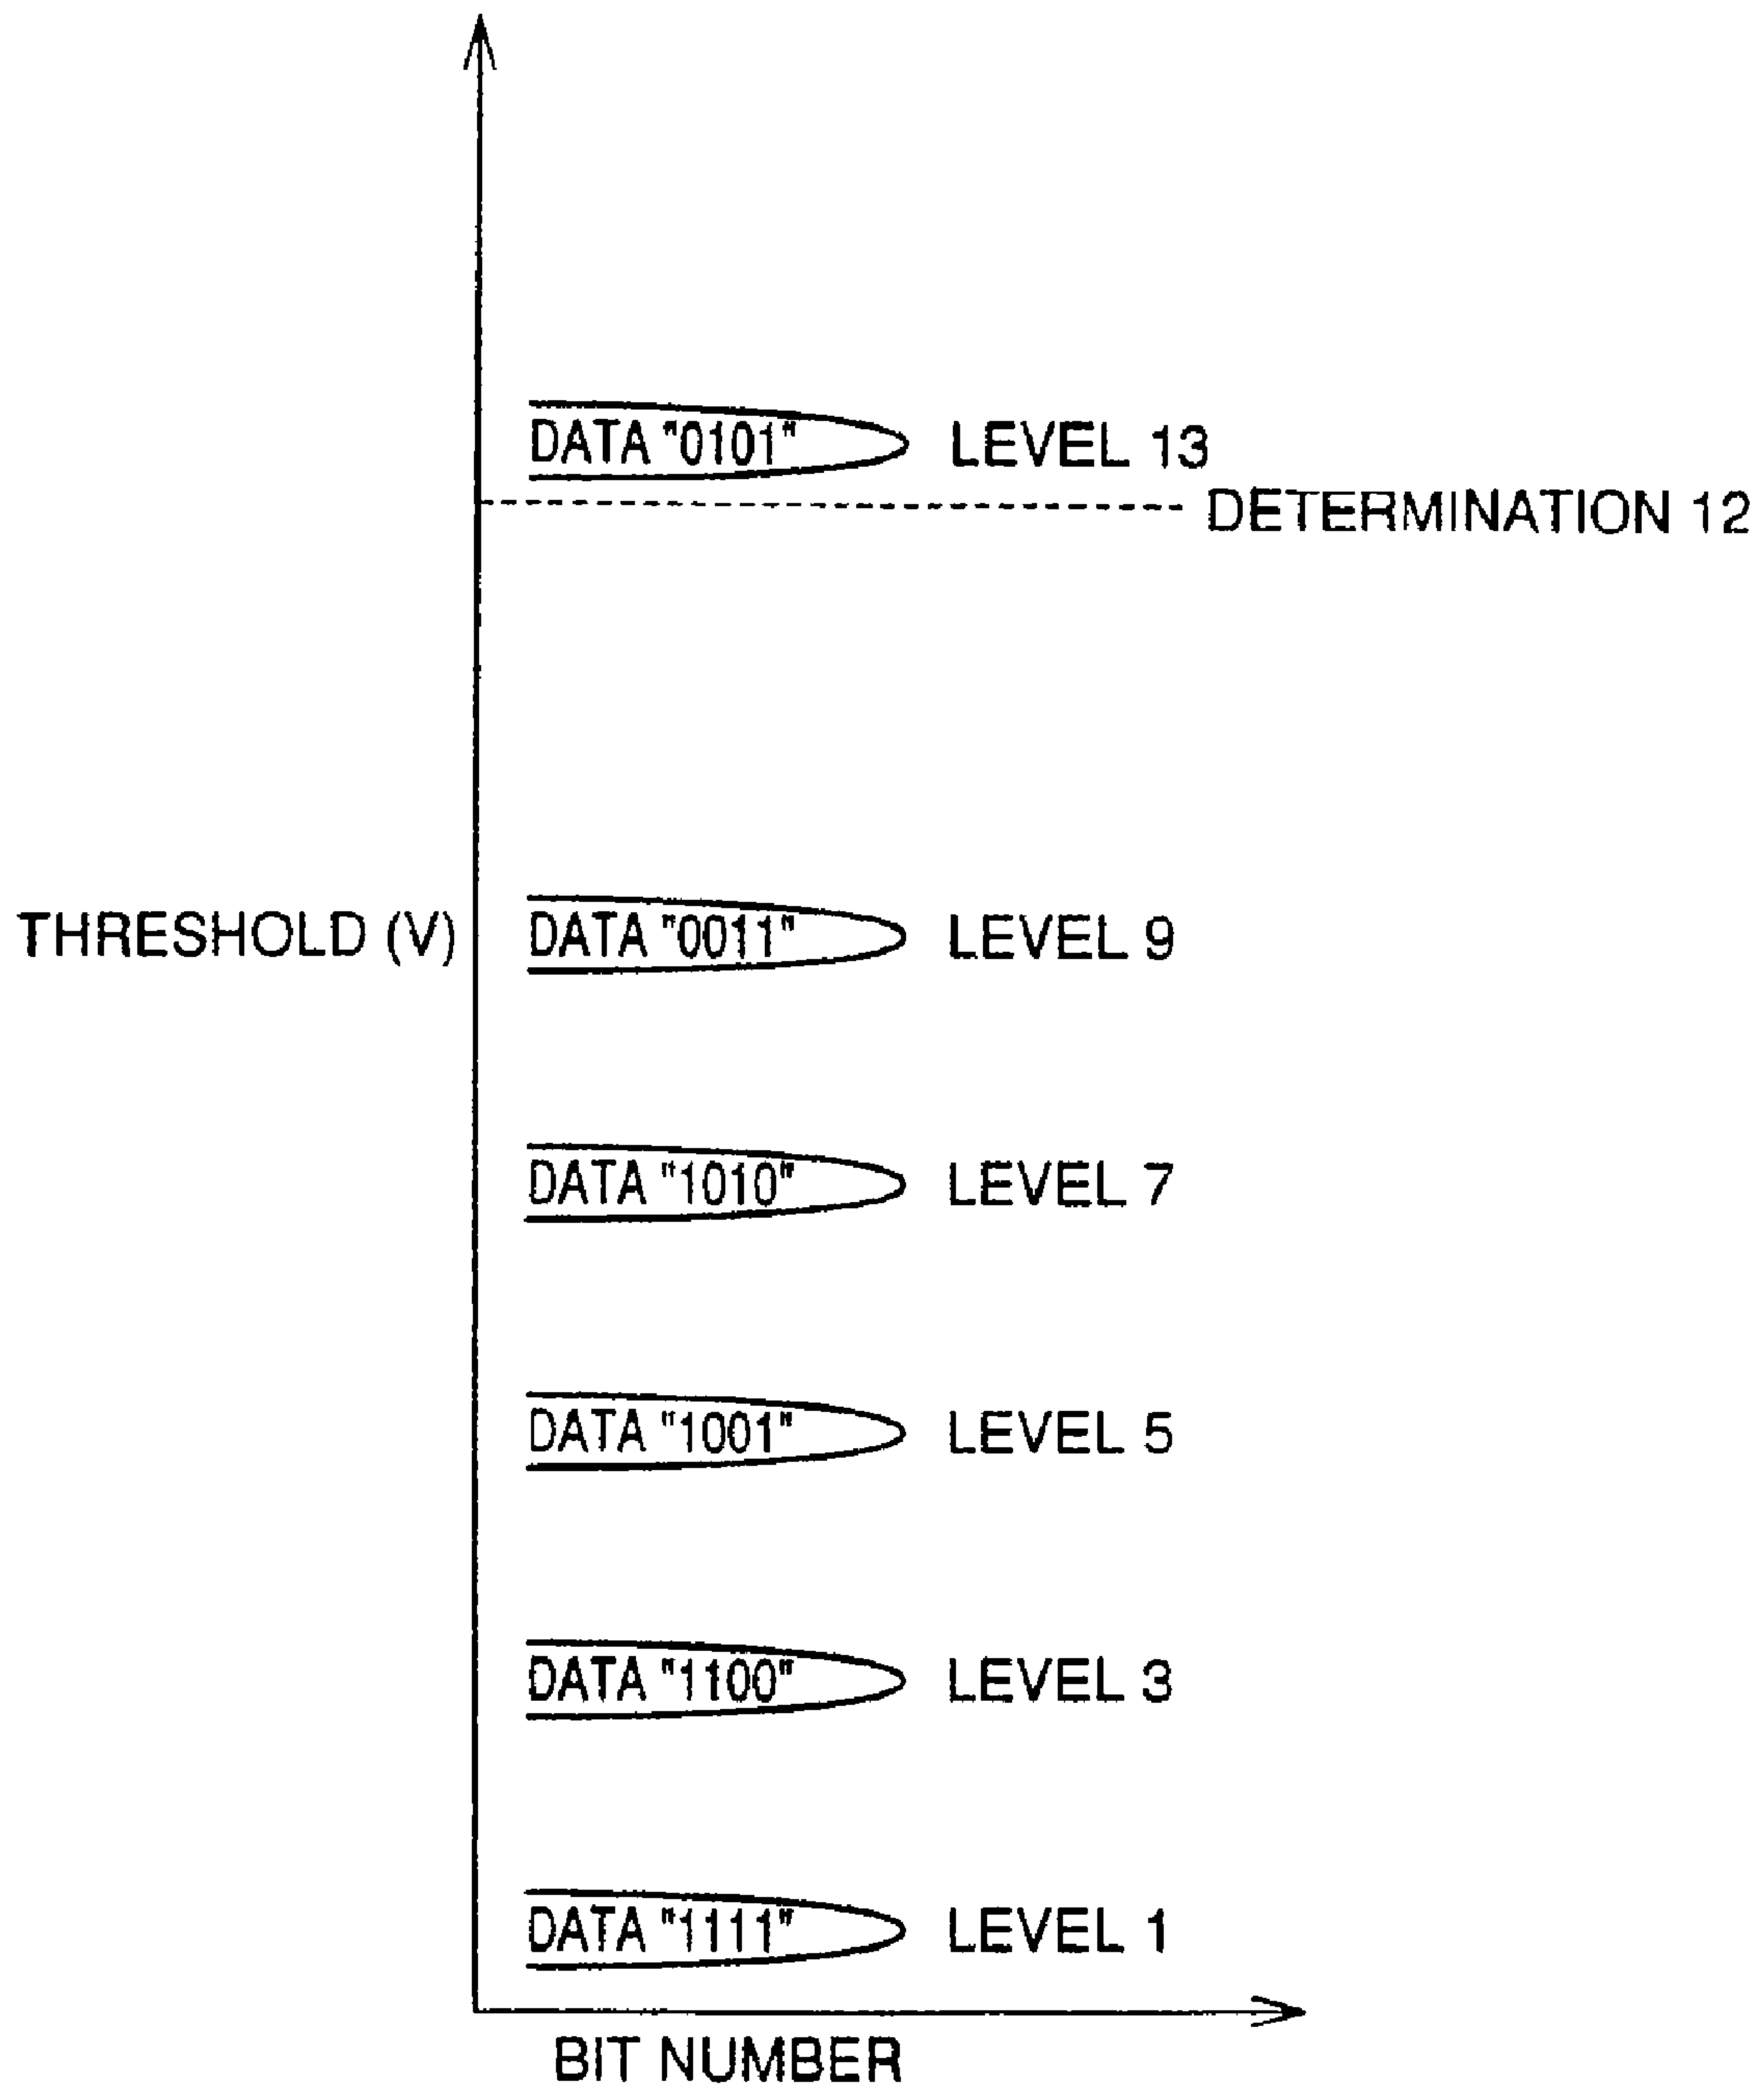 DATA "0101" LEVEL 13
DETERMINATION 12
THRESHOLD (V) DATA "0011" LEVEL 9
DATA "1010" LEVEL 7
DATA "1001" LEVEL 5
DATA "1100" LEVEL 3
DATA "1111" LEVEL 1
BIT NUMBER